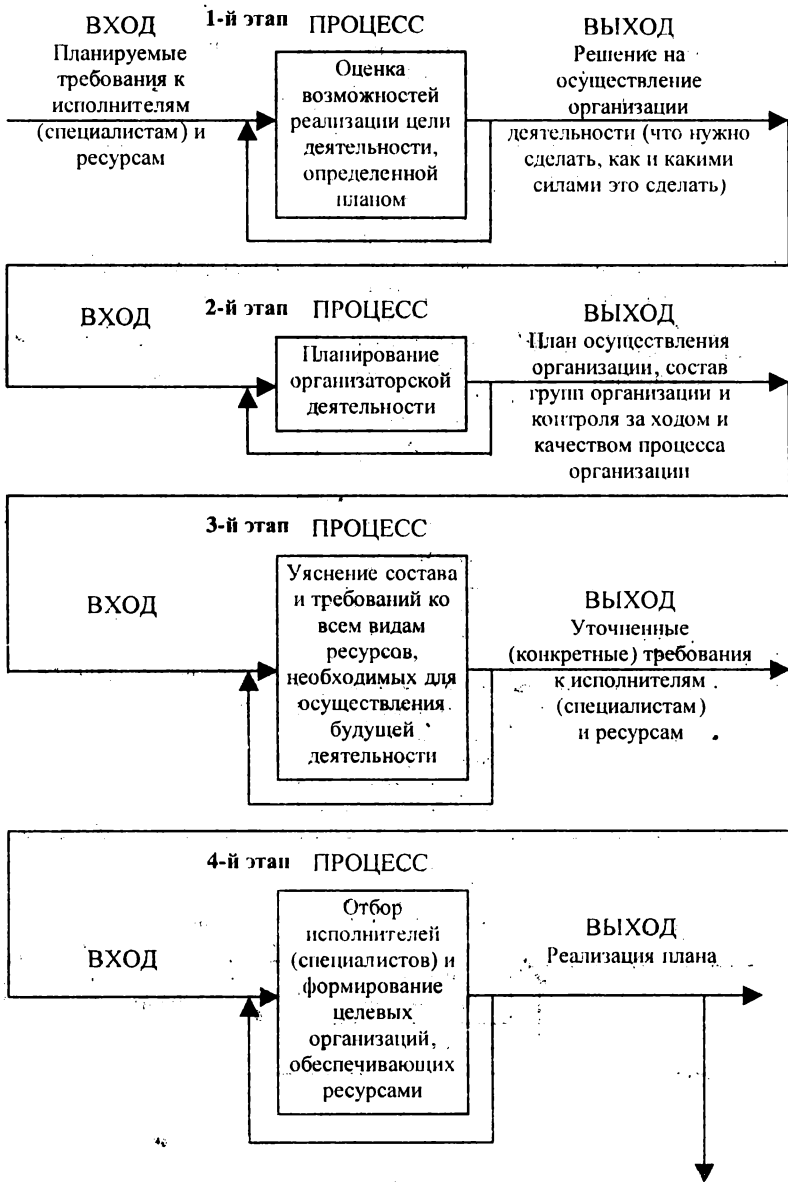 1-й этап
ВХОД
Планируемые
требования к
исполнителям
(специалистам) и
ресурсам
ПРОЦЕСС
Оценка
возможностей
реализации цели
деятельности,
определенной
планом
ВЫХОД
Решение на
осуществление
организации
деятельности (что нужно
сделать, как и какими
силами это сделать)
2-й этап
ВХОД
ПРОЦЕСС
Планирование
организаторской
деятельности
ВЫХОД
План осуществления
организации, состав
групп организации и
контроля за ходом и
качеством процесса
организации
3-й этап
ВХОД
ПРОЦЕСС
Уяснение состава
и требований ко
всем видам
ресурсов,
необходимых для
осуществления
будущей
деятельности
ВЫХОД
Уточненные
(конкретные) требования
к исполнителям
(специалистам)
и ресурсам
4-й этап
ВХОД
ПРОЦЕСС
Отбор
исполнителей
(специалистов) и
формирование
целевых
организаций,
обеспечивающих
ресурсами
ВЫХОД
Реализация плана